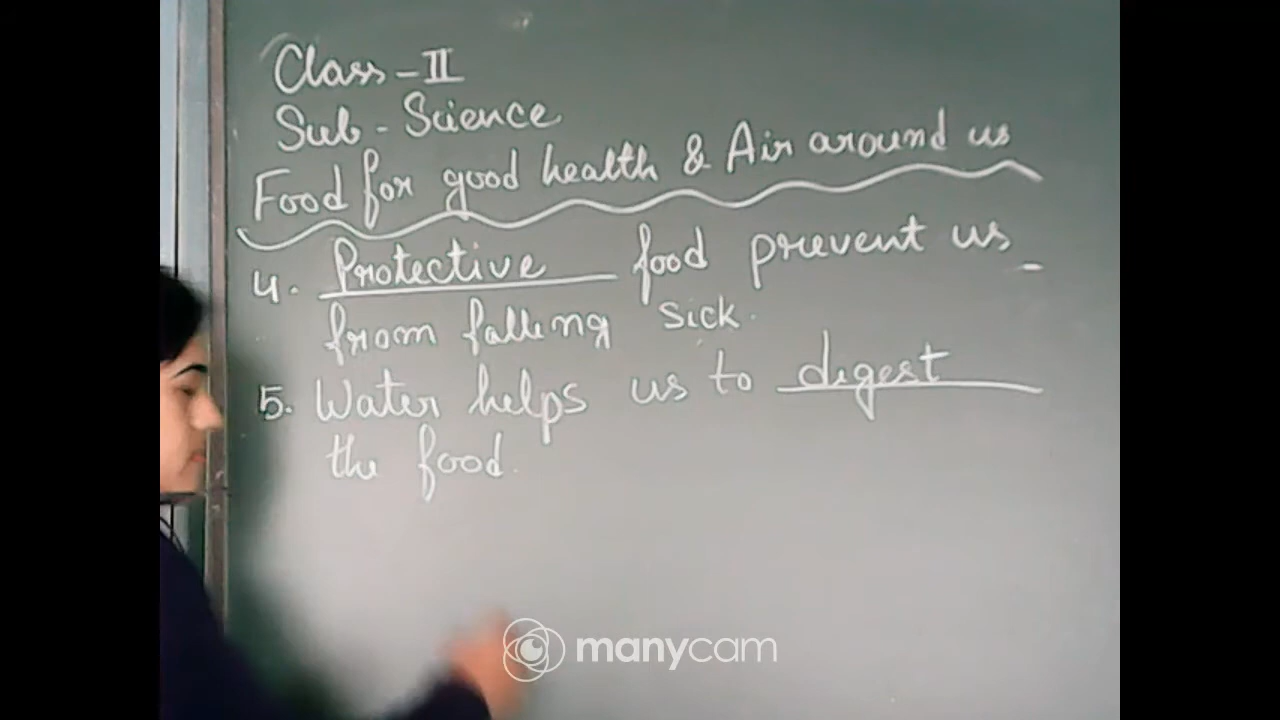 Class - II
Sub - Science
Food for good health & Air around us
4. Protective food prevent us
from falling sick.
5. Water helps us to digest
the food.
manycam